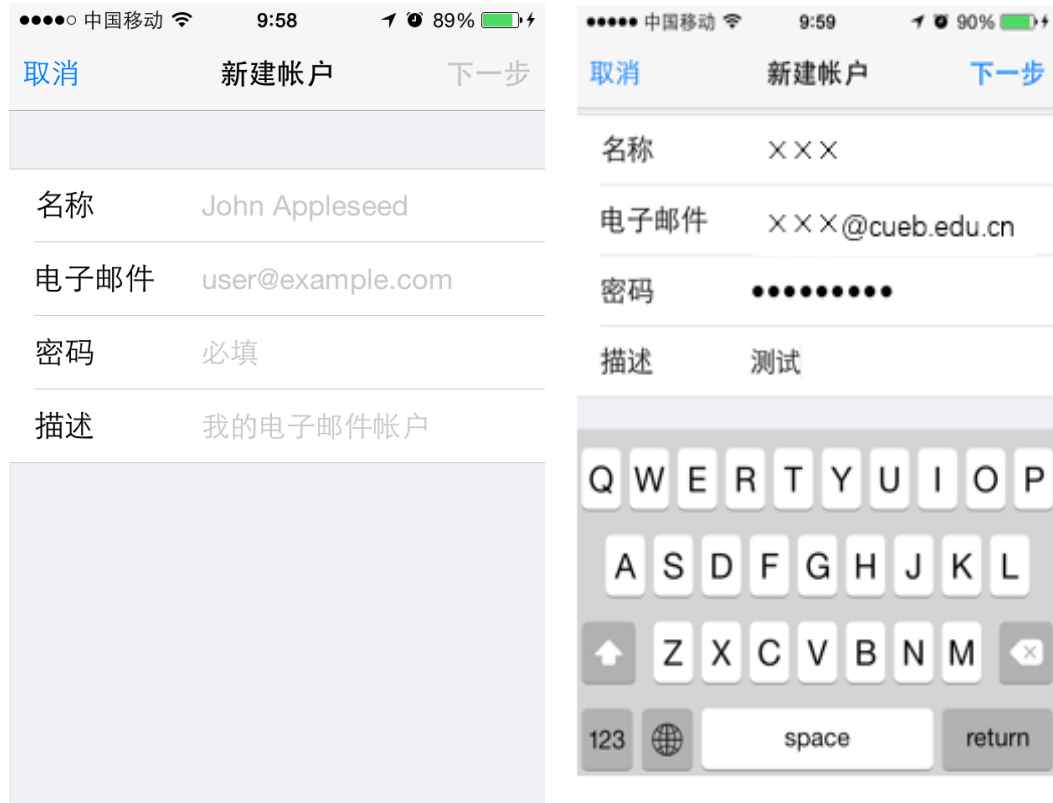 中国移动 9:58 89%
取消 新建帐户 下一步
名称 John Appleseed
电子邮件 user@example.com
密码 必填
描述 我的电子邮件帐户
中国移动 9:59 90%
取消 新建帐户 下一步
名称 ×××
电子邮件 ×××@cueb.edu.cn
密码 •••••••••
描述 测试
Q W E R T Y U I O P
A S D F G H J K L
Z X C V B N M
123 space return